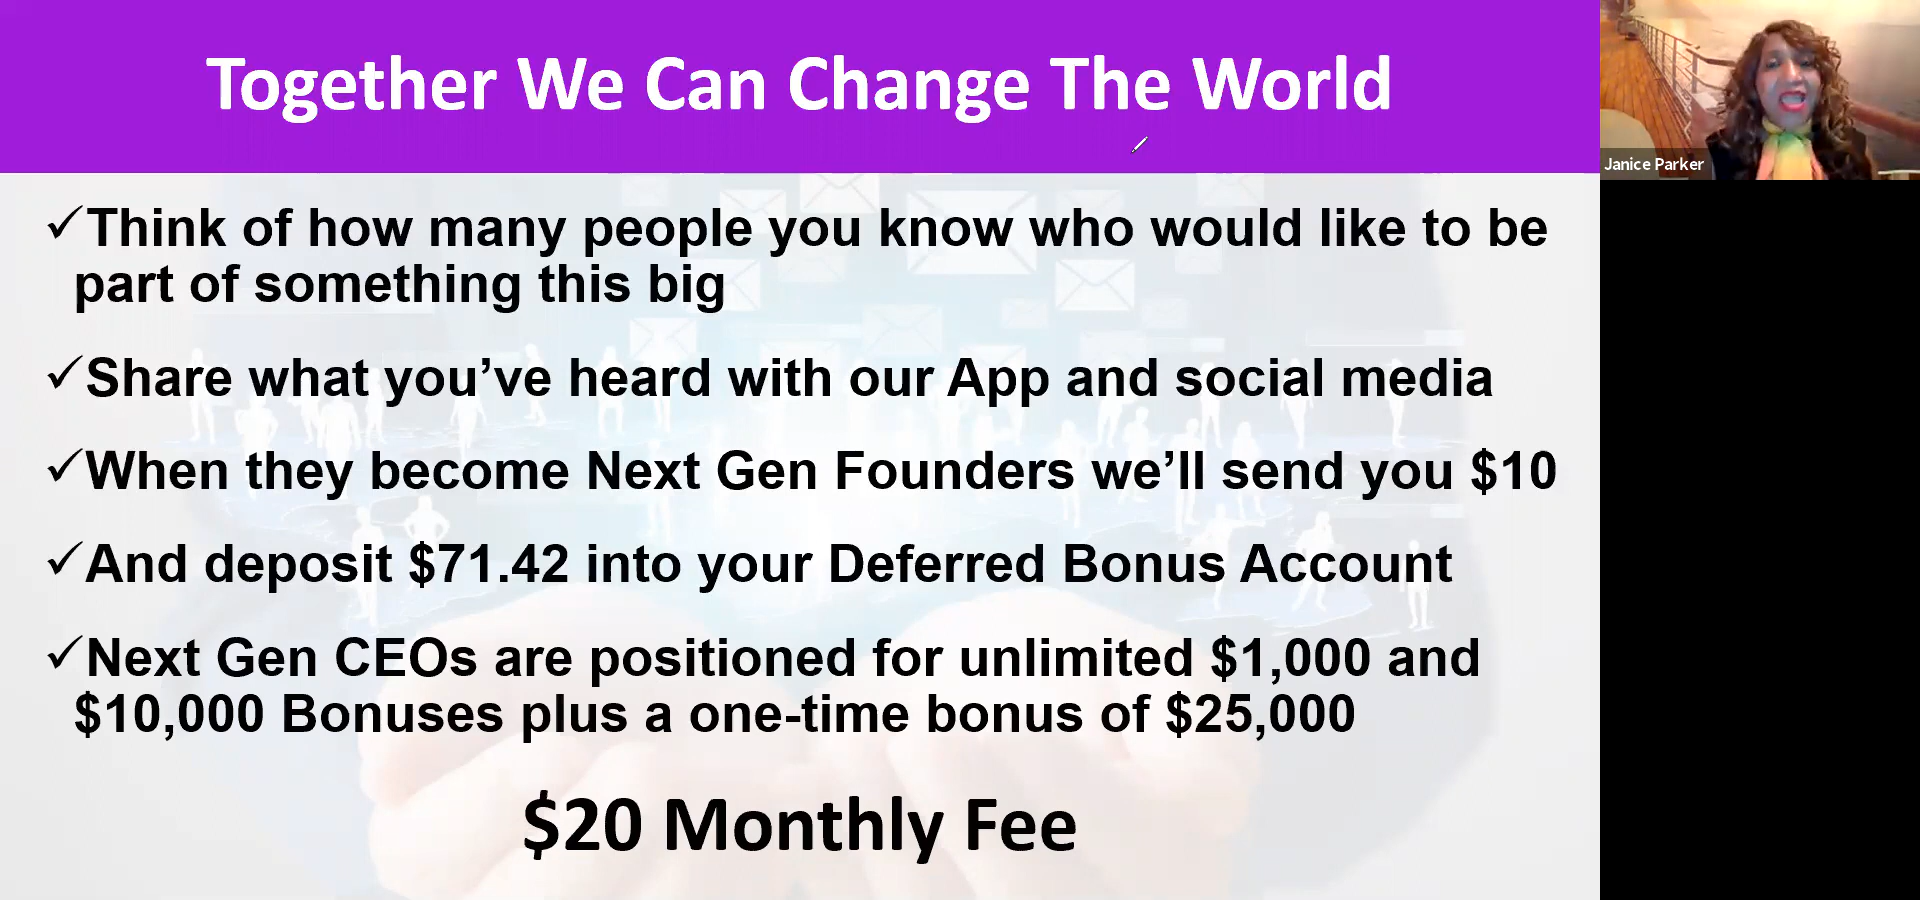 Together We Can Change The World
Janice Parker
✓Think of how many people you know who would like to be
part of something this big
✓Share what you’ve heard with our App and social media
✓When they become Next Gen Founders we’ll send you $10
✓And deposit $71.42 into your Deferred Bonus Account
✓Next Gen CEOs are positioned for unlimited $1,000 and
$10,000 Bonuses plus a one-time bonus of $25,000
$20 Monthly Fee